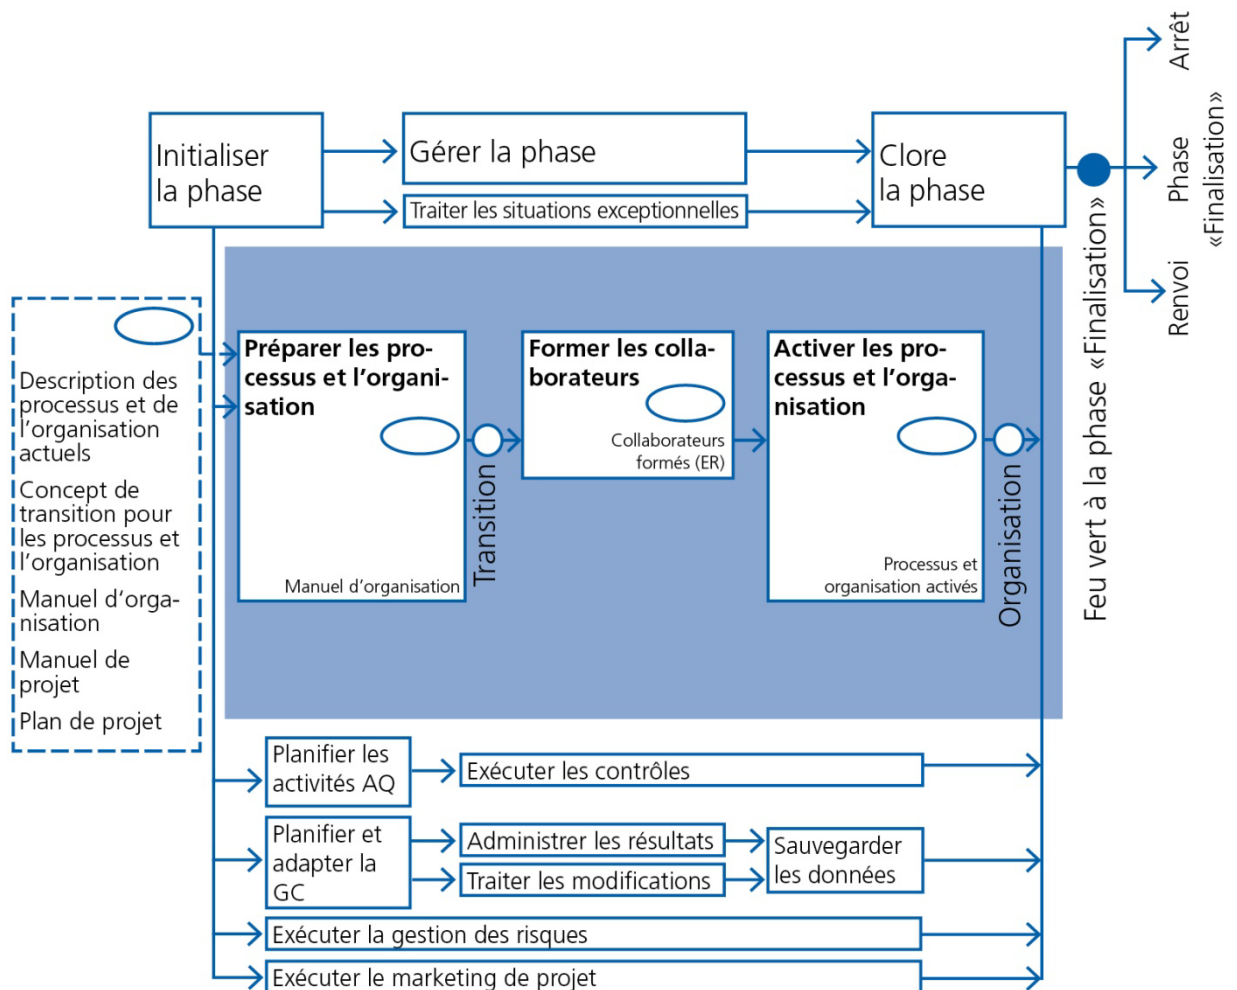 Initialiser
la phase
Gérer la phase
Traiter les situations exceptionnelles
Clore
la phase
Feu vert à la phase «Finalisation»
Arrêt
Phase
«Finalisation»
Renvoi
Description des
processus et de
l'organisation
actuels
Concept de
transition pour
les processus et
l'organisation
Manuel d'orga-
nisation
Manuel de
projet
Plan de projet
Préparer les pro-
cessus et l'organi-
sation
Manuel d'organisation
Transition
Former les colla-
borateurs
Collaborateurs
formés (ER)
Activer les pro-
cessus et l'orga-
nisation
Processus et
organisation activés
Organisation
Planifier les
activités AQ
Exécuter les contrôles
Planifier et
adapter la
GC
Administrer les résultats
Traiter les modifications
Sauvegarder
les données
Exécuter la gestion des risques
Exécuter le marketing de projet